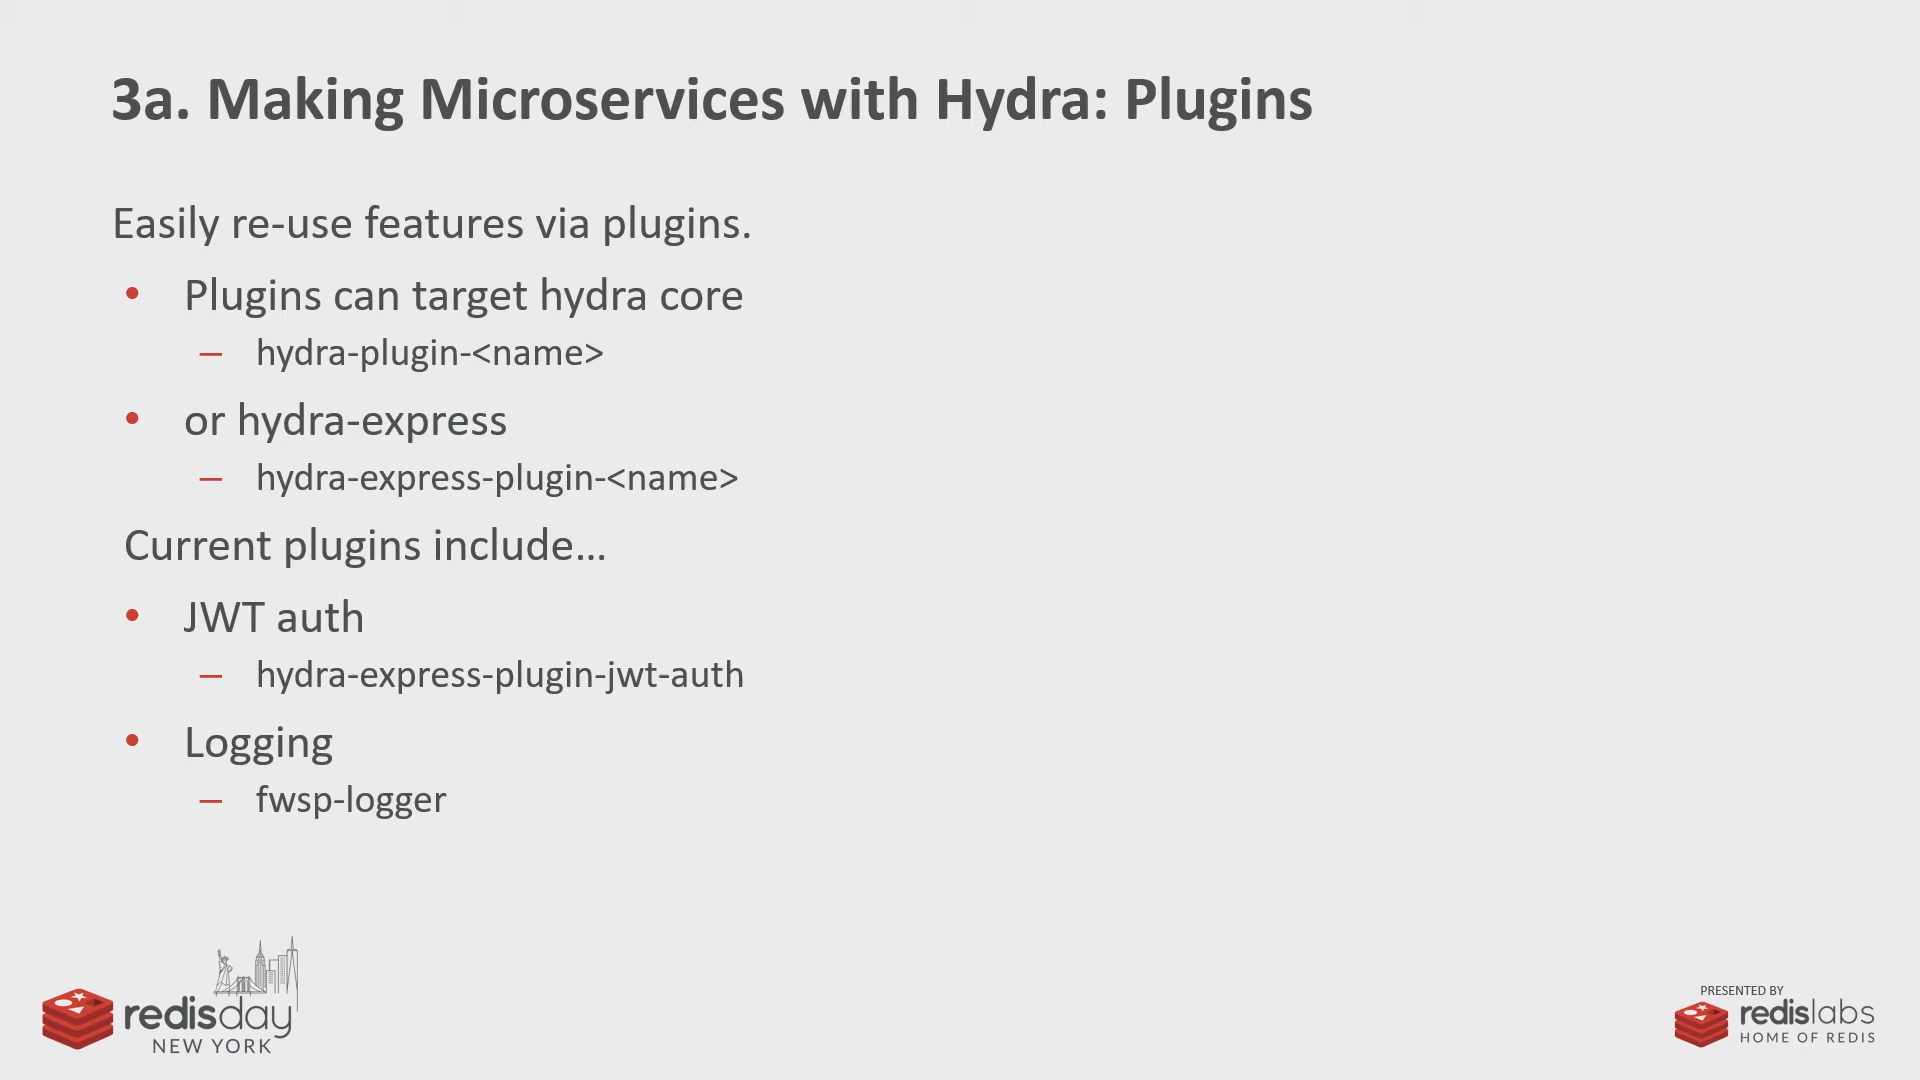 3a. Making Microservices with Hydra: Plugins
Easily re-use features via plugins.
• Plugins can target hydra core
– hydra-plugin-<name>
• or hydra-express
– hydra-express-plugin-<name>
Current plugins include…
• JWT auth
– hydra-express-plugin-jwt-auth
• Logging
– fwsp-logger
redisday
NEW YORK
PRESENTED BY
redislabs
HOME OF REDIS